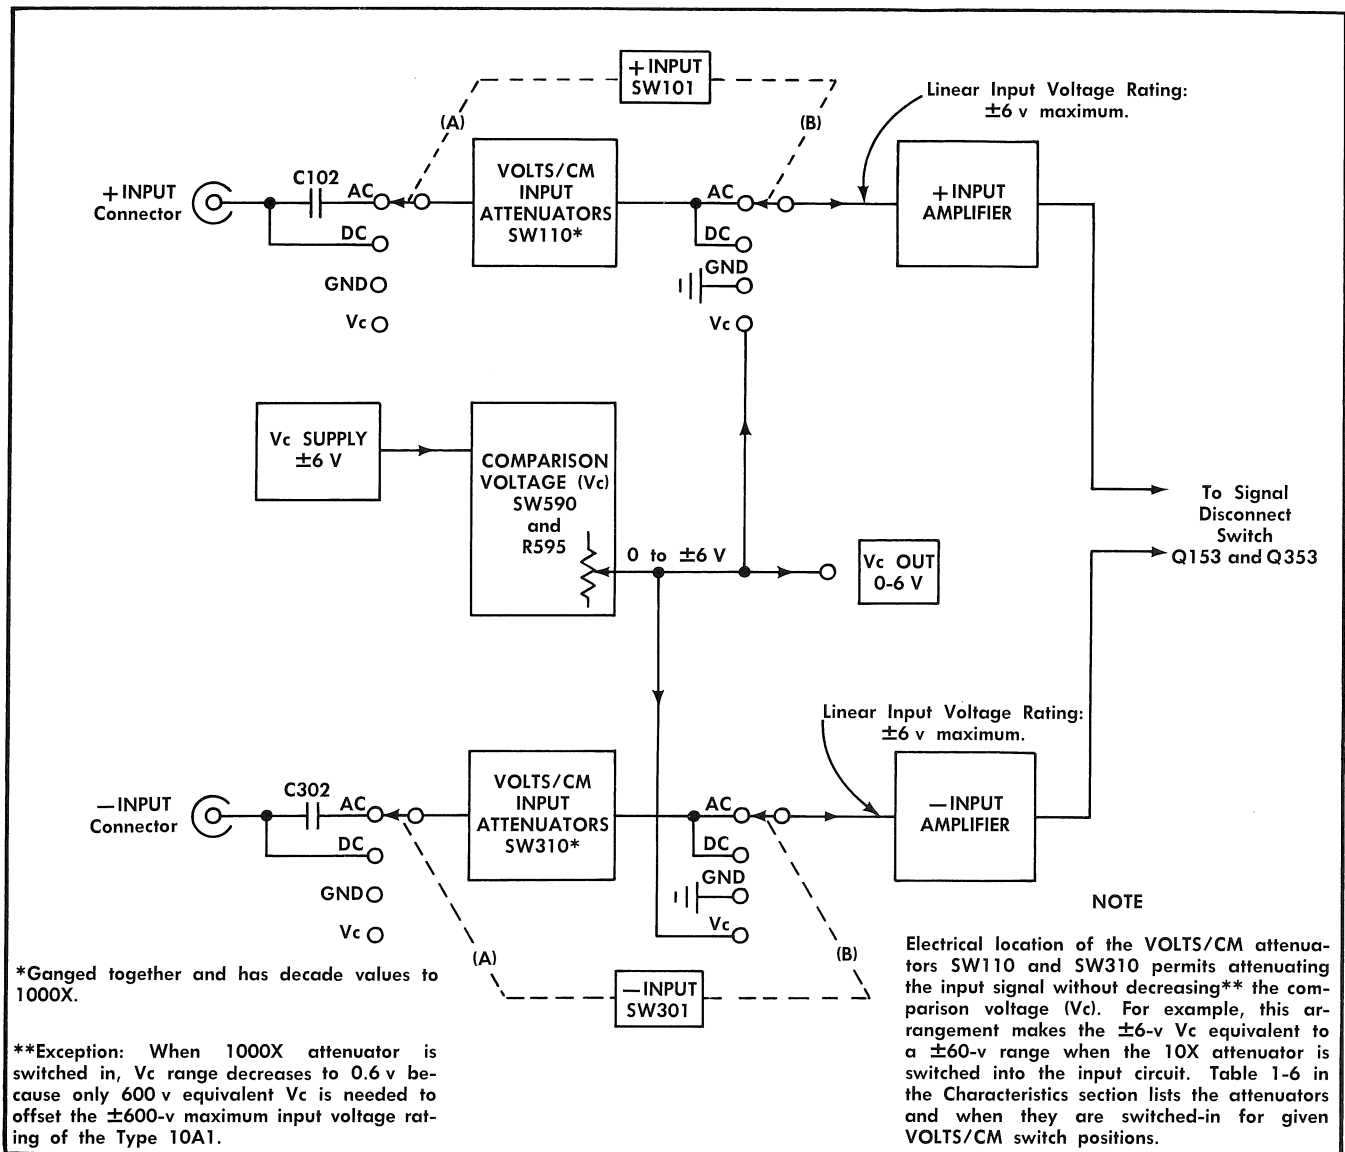 +INPUT
SW101
Linear Input Voltage Rating:
±6 v maximum.
(A)
(B)
+INPUT
Connector
C102
AC
DC
GND
Vc
VOLTS/CM
INPUT
ATTENUATORS
SW110*
AC
DC
GND
Vc
+INPUT
AMPLIFIER
Vc SUPPLY
±6 V
COMPARISON
VOLTAGE (Vc)
SW590
and
R595
0 to ±6 V
Vc OUT
0-6 V
To Signal
Disconnect
Switch
Q153 and Q353
Linear Input Voltage Rating:
±6 v maximum.
—INPUT
Connector
C302
AC
DC
GND
Vc
VOLTS/CM
INPUT
ATTENUATORS
SW310*
AC
DC
GND
Vc
—INPUT
AMPLIFIER
(A)
(B)
—INPUT
SW301
*Ganged together and has decade values to
1000X.
**Exception: When 1000X attenuator is
switched in, Vc range decreases to 0.6 v be-
cause only 600 v equivalent Vc is needed to
offset the ±600-v maximum input voltage rat-
ing of the Type 10A1.
NOTE
Electrical location of the VOLTS/CM attenua-
tors SW110 and SW310 permits attenuating
the input signal without decreasing** the com-
parison voltage (Vc). For example, this ar-
rangement makes the ±6-v Vc equivalent to
a ±60-v range when the 10X attenuator is
switched into the input circuit. Table 1-6 in
the Characteristics section lists the attenuators
and when they are switched-in for given
VOLTS/CM switch positions.